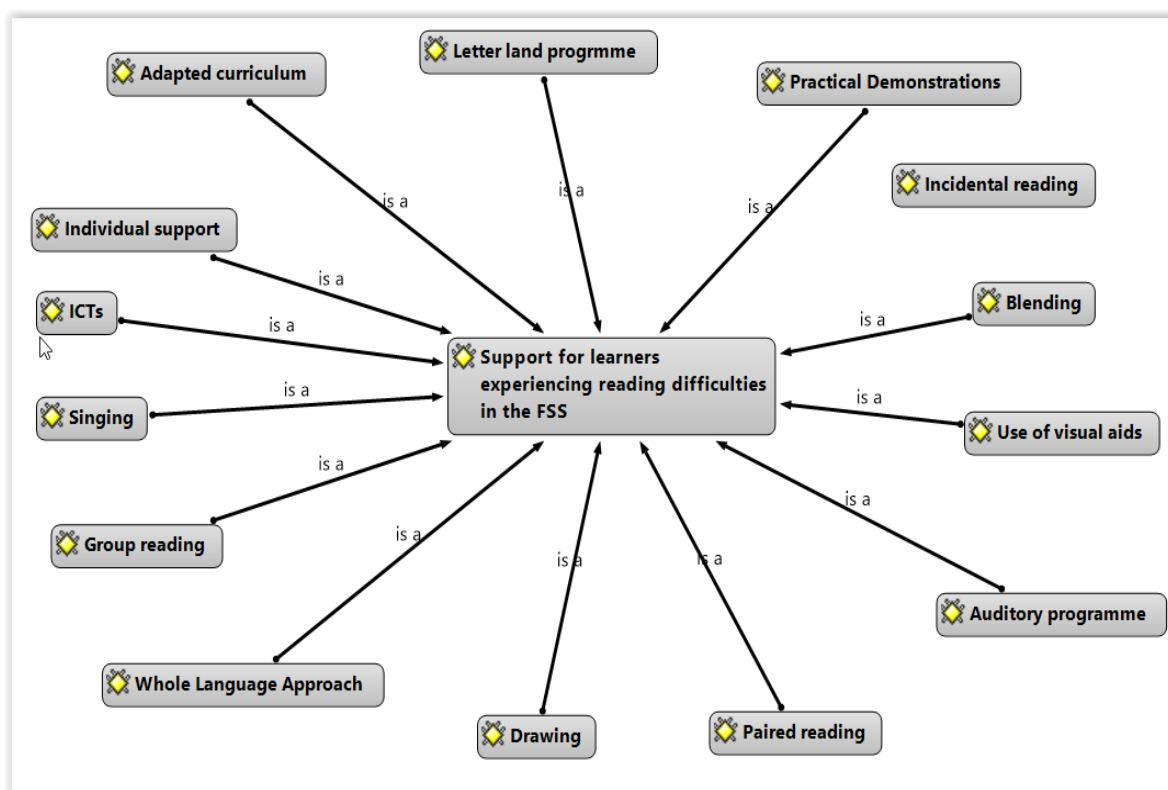 Letter land progrmme
Adapted curriculum
Practical Demonstrations
Incidental reading
is a
is a
is a
Individual support
is a
ICTs
is a
Blending
is a
Support for learners
experiencing reading difficulties
in the FSS
Singing
is a
Use of visual aids
is a
Group reading
is a
Whole Language Approach
is a
Drawing
is a
Paired reading
is a
Auditory programme
is a